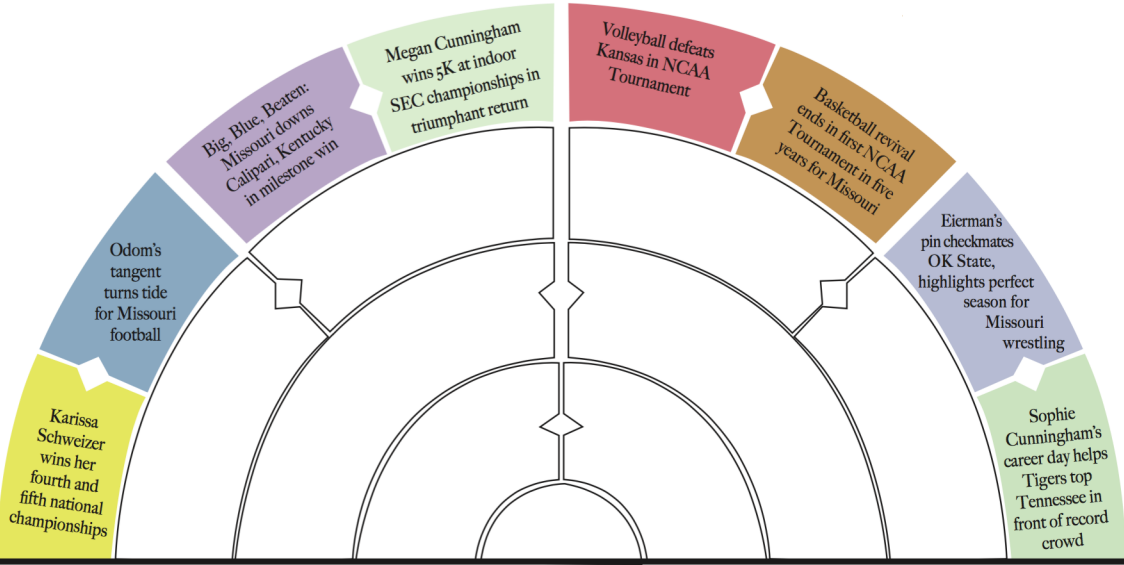 Karissa
Schweizer
wins her
fourth and
fifth national
championships
Odom's
tangent
turns tide
for Missouri
football
Big, Blue, Beaten:
Missouri downs
Calipari, Kentucky
in milestone win
Megan Cunningham
wins 5K at indoor
SEC championships in
triumphant return
Volleyball defeats
Kansas in NCAA
Tournament
Basketball revival
ends in first NCAA
Tournament in five
years for Missouri
Eierman's
pin checkmates
OK State,
highlights perfect
season for
Missouri
wrestling
Sophie
Cunningham's
career day helps
Tigers top
Tennessee in
front of record
crowd